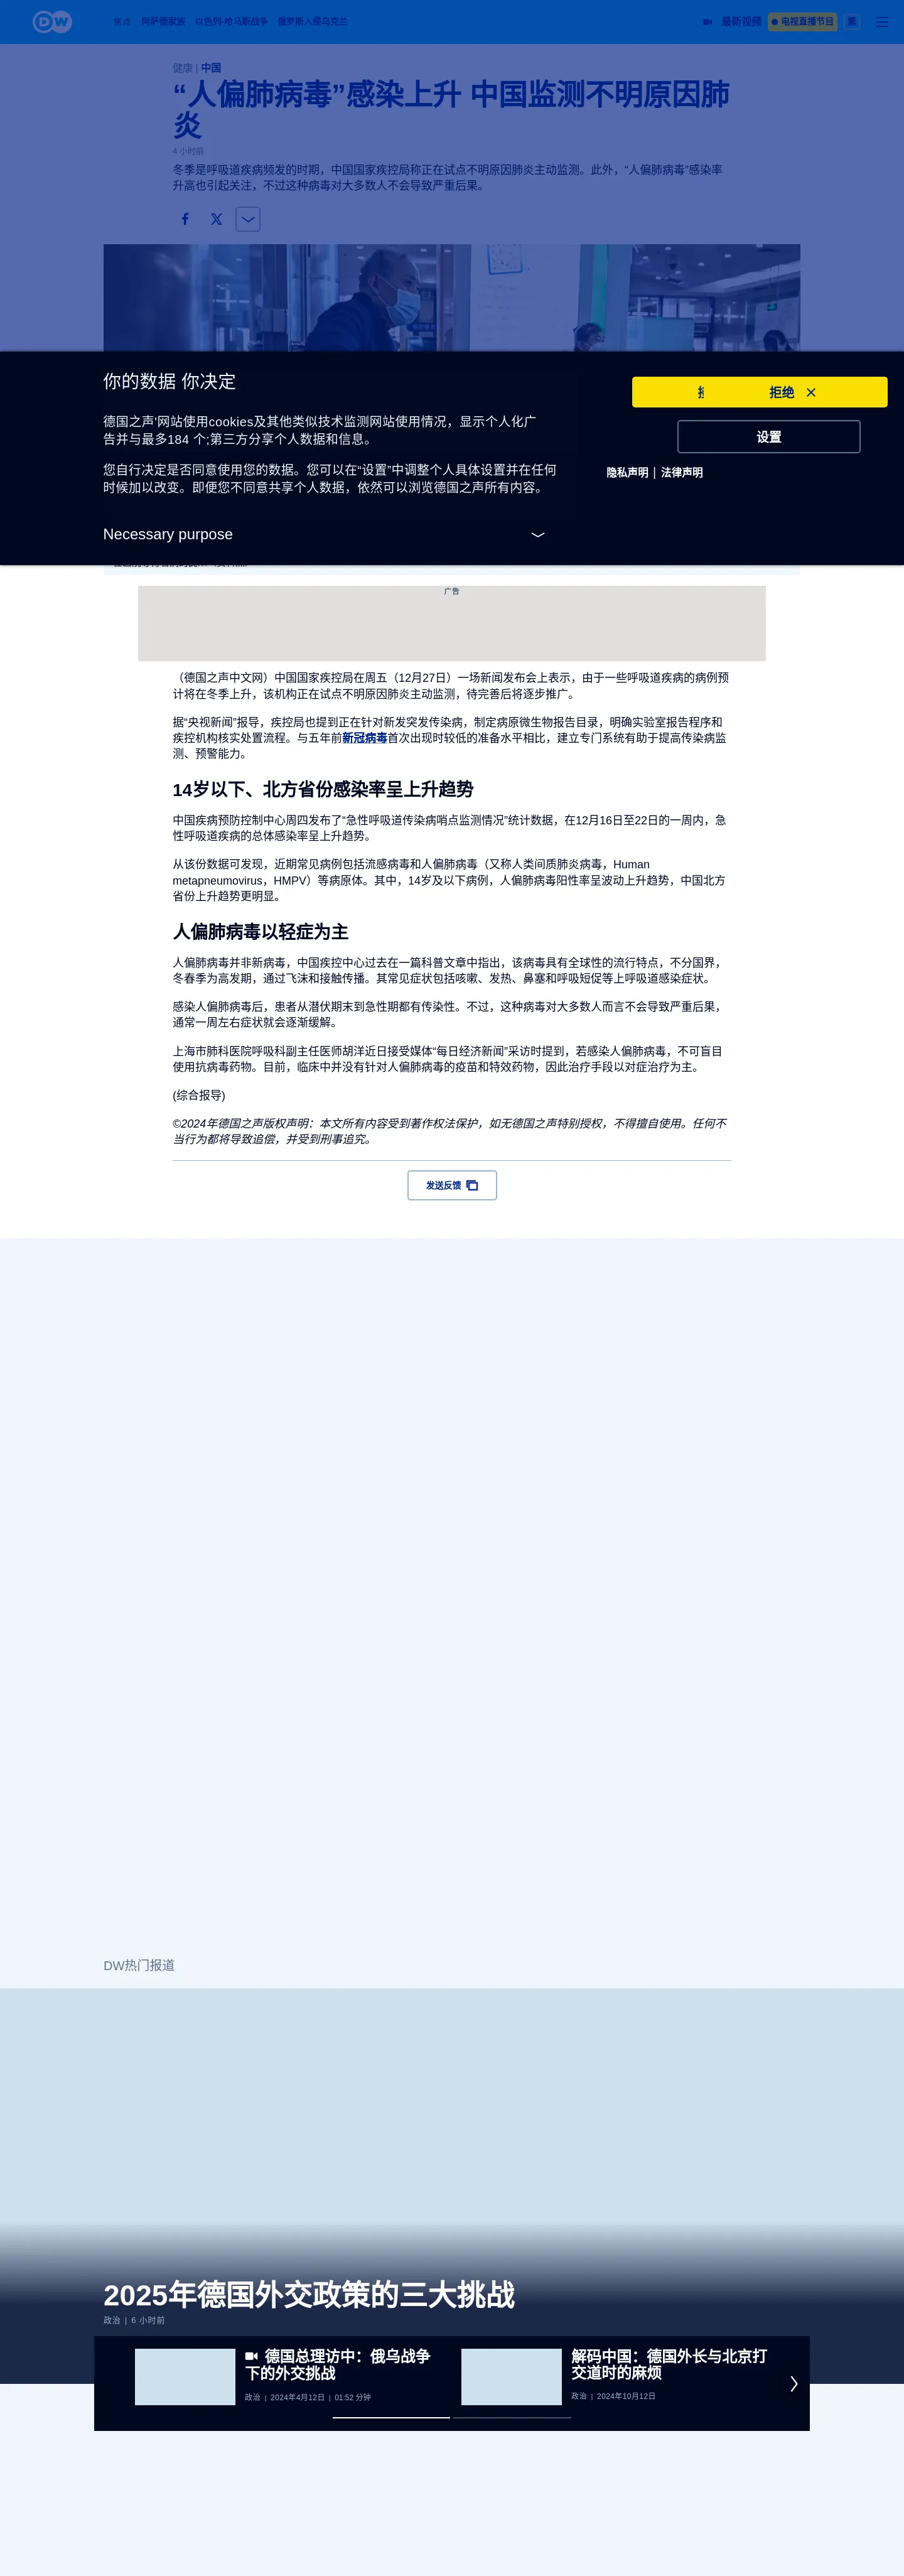 DW
焦点 阿萨德家族 以色列-哈马斯战争 俄罗斯入侵乌克兰
最新视频 电视直播节目 繁
健康 | 中国
“人偏肺病毒”感染上升 中国监测不明原因肺
炎
4 小时前
冬季是呼吸道疾病频发的时期，中国国家疾控局称正在试点不明原因肺炎主动监测。此外，“人偏肺病毒”感染率
升高也引起关注，不过这种病毒对大多数人不会导致严重后果。
你的数据 你决定
德国之声'网站使用cookies及其他类似技术监测网站使用情况，显示个人化广
告并与最多184 个;第三方分享个人数据和信息。
您自行决定是否同意使用您的数据。您可以在“设置”中调整个人具体设置并在任何
时候加以改变。即便您不同意共享个人数据，依然可以浏览德国之声所有内容。
Necessary purpose
拒绝
设置
隐私声明 | 法律声明
广告
（德国之声中文网）中国国家疾控局在周五（12月27日）一场新闻发布会上表示，由于一些呼吸道疾病的病例预
计将在冬季上升，该机构正在试点不明原因肺炎主动监测，待完善后将逐步推广。
据“央视新闻”报导，疾控局也提到正在针对新发突发传染病，制定病原微生物报告目录，明确实验室报告程序和
疾控机构核实处置流程。与五年前新冠病毒首次出现时较低的准备水平相比，建立专门系统有助于提高传染病监
测、预警能力。
14岁以下、北方省份感染率呈上升趋势
中国疾病预防控制中心周四发布了“急性呼吸道传染病哨点监测情况”统计数据，在12月16日至22日的一周内，急
性呼吸道疾病的总体感染率呈上升趋势。
从该份数据可发现，近期常见病例包括流感病毒和人偏肺病毒（又称人类间质肺炎病毒，Human
metapneumovirus，HMPV）等病原体。其中，14岁及以下病例，人偏肺病毒阳性率呈波动上升趋势，中国北方
省份上升趋势更明显。
人偏肺病毒以轻症为主
人偏肺病毒并非新病毒，中国疾控中心过去在一篇科普文章中指出，该病毒具有全球性的流行特点，不分国界，
冬春季为高发期，通过飞沫和接触传播。其常见症状包括咳嗽、发热、鼻塞和呼吸短促等上呼吸道感染症状。
感染人偏肺病毒后，患者从潜伏期末到急性期都有传染性。不过，这种病毒对大多数人而言不会导致严重后果，
通常一周左右症状就会逐渐缓解。
上海市肺科医院呼吸科副主任医师胡洋近日接受媒体“每日经济新闻”采访时提到，若感染人偏肺病毒，不可盲目
使用抗病毒药物。目前，临床中并没有针对人偏肺病毒的疫苗和特效药物，因此治疗手段以对症治疗为主。
(综合报导)
©2024年德国之声版权声明：本文所有内容受到著作权法保护，如无德国之声特别授权，不得擅自使用。任何不
当行为都将导致追偿，并受到刑事追究。
发送反馈
DW热门报道
2025年德国外交政策的三大挑战
政治 | 6 小时前
德国总理访中：俄乌战争
下的外交挑战
政治 | 2024年4月12日 | 01:52 分钟
解码中国：德国外长与北京打
交道时的麻烦
政治 | 2024年10月12日